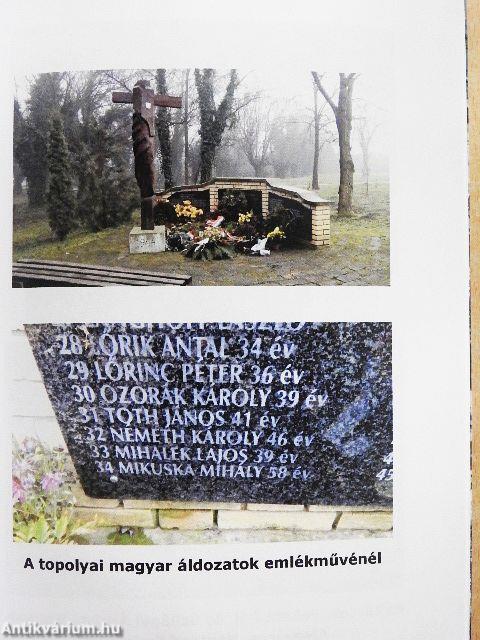 28 LŐRIK ANTAL 34 év
29 LŐRINC PÉTER 36 év
30 OZORÁK KÁROLY 39 év
31 TÓTH JÁNOS 41 év
32 NÉMETH KÁROLY 46 év
33 MIHALEK LAJOS 39 év
34 MIKUSKA MIHÁLY 58 év
A topolyai magyar áldozatok emlékművénél
Antikvárium.hu